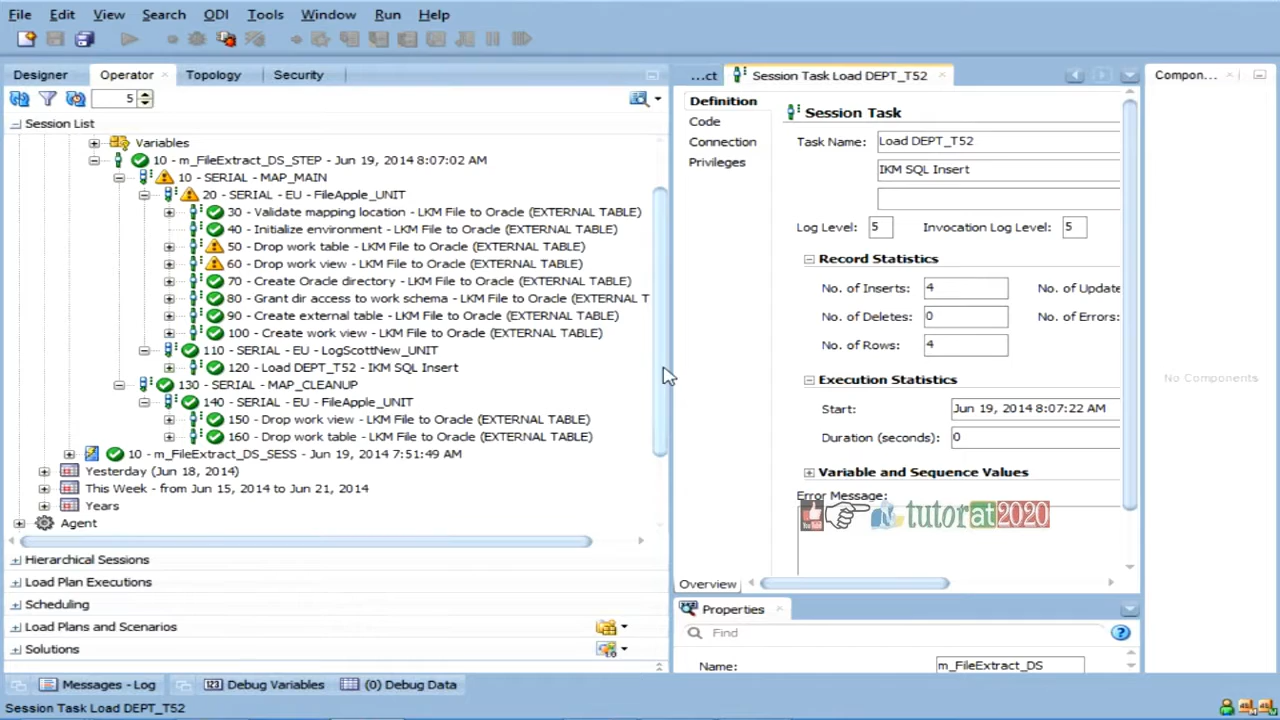 File Edit View Search ODI Tools Window Run Help
Designer Operator Topology Security
5
Session List
Variables
10 - m_FileExtract_DS_STEP - Jun 19, 2014 8:07:02 AM
10 - SERIAL - MAP_MAIN
20 - SERIAL - EU - FileApple_UNIT
30 - Validate mapping location - LKM File to Oracle (EXTERNAL TABLE)
40 - Initialize environment - LKM File to Oracle (EXTERNAL TABLE)
50 - Drop work table - LKM File to Oracle (EXTERNAL TABLE)
60 - Drop work view - LKM File to Oracle (EXTERNAL TABLE)
70 - Create Oracle directory - LKM File to Oracle (EXTERNAL TABLE)
80 - Grant dir access to work schema - LKM File to Oracle (EXTERNAL T
90 - Create external table - LKM File to Oracle (EXTERNAL TABLE)
100 - Create work view - LKM File to Oracle (EXTERNAL TABLE)
110 - SERIAL - EU - LogScottNew_UNIT
120 - Load DEPT_T52 - IKM SQL Insert
130 - SERIAL - MAP_CLEANUP
140 - SERIAL - EU - FileApple_UNIT
150 - Drop work view - LKM File to Oracle (EXTERNAL TABLE)
160 - Drop work table - LKM File to Oracle (EXTERNAL TABLE)
10 - m_FileExtract_DS_SESS - Jun 19, 2014 7:51:49 AM
Yesterday (Jun 18, 2014)
This Week - from Jun 15, 2014 to Jun 21, 2014
Years
Agent
Hierarchical Sessions
Load Plan Executions
Scheduling
Load Plans and Scenarios
Solutions
...ct Session Task Load DEPT_T52
Definition
Code
Connection
Privileges
Session Task
Task Name: Load DEPT_T52
IKM SQL Insert
Log Level: 5 Invocation Log Level: 5
Record Statistics
No. of Inserts: 4 No. of Update
No. of Deletes: 0 No. of Errors:
No. of Rows: 4
Execution Statistics
Start: Jun 19, 2014 8:07:22 AM
Duration (seconds): 0
Variable and Sequence Values
Error Message:
You Tube tutorat2020
Overview
Properties
Find
Name: m_FileExtract_DS
Compon...
No Components
Messages - Log 123 Debug Variables (0) Debug Data
Session Task Load DEPT_T52